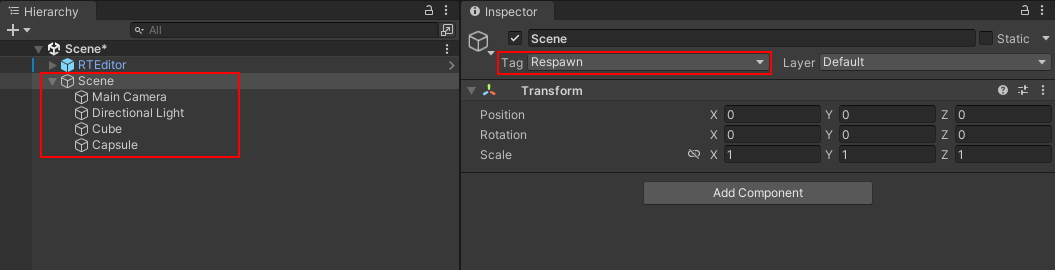 Hierarchy
All
Scene*
RTEditor
Scene
Main Camera
Directional Light
Cube
Capsule
Inspector
Scene Static
Tag Respawn Layer Default
Transform
Position X 0 Y 0 Z 0
Rotation X 0 Y 0 Z 0
Scale X 1 Y 1 Z 1
Add Component